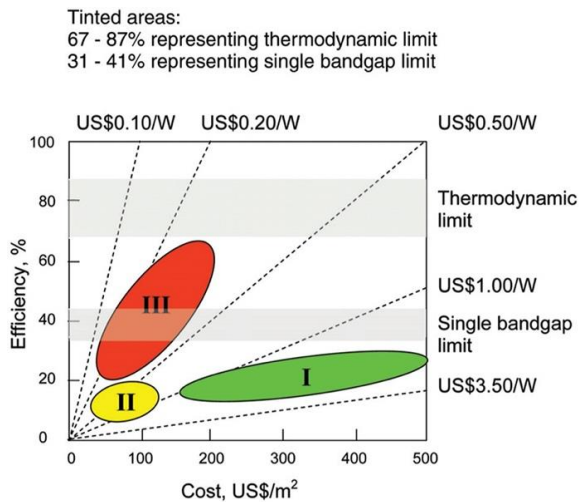 Tinted areas:
67 - 87% representing thermodynamic limit
31 - 41% representing single bandgap limit
US$0.10/W US$0.20/W US$0.50/W
100
80
60
40
20
0
Efficiency, %
Thermodynamic
limit
US$1.00/W
Single bandgap
limit
US$3.50/W
III
II
I
0 100 200 300 400 500
Cost, US$/m²